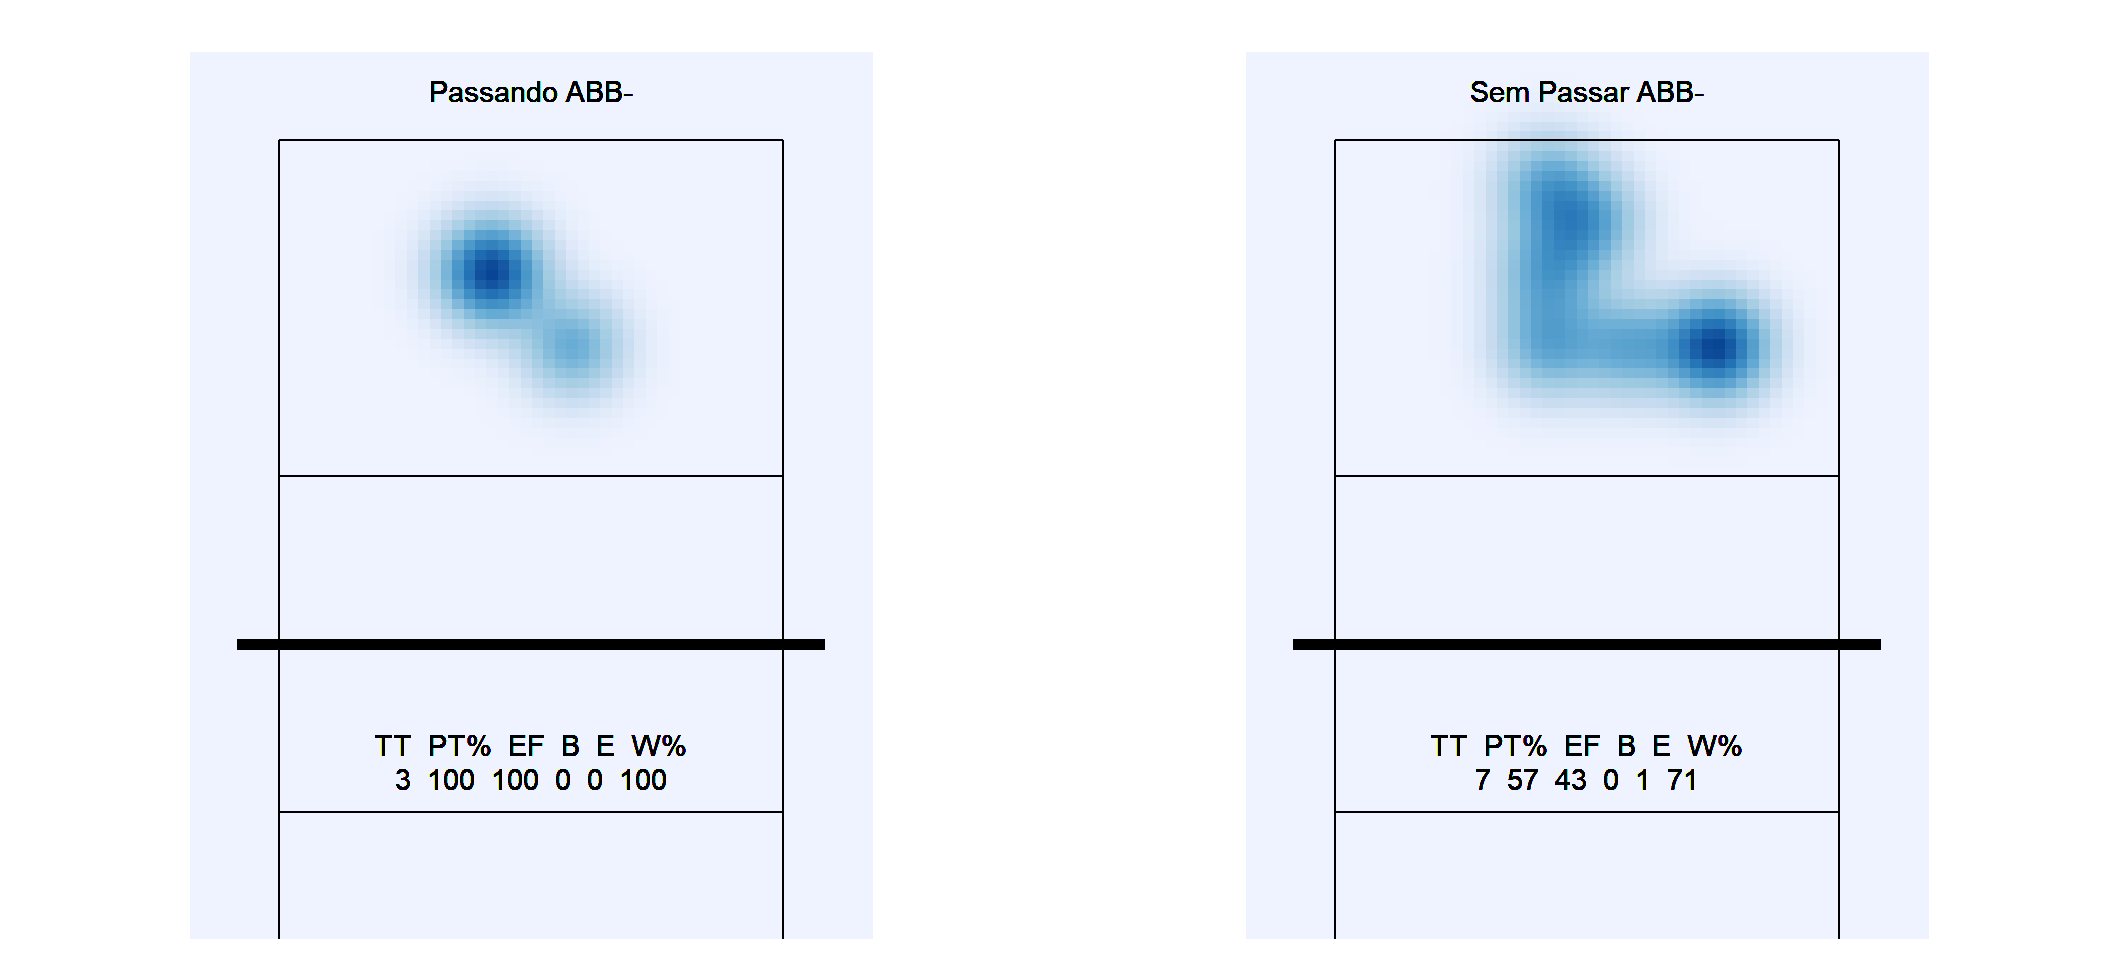 Passando ABB-
TT PT% EF B E W%
3 100 100 0 0 100
Sem Passar ABB-
TT PT% EF B E W%
7 57 43 0 1 71